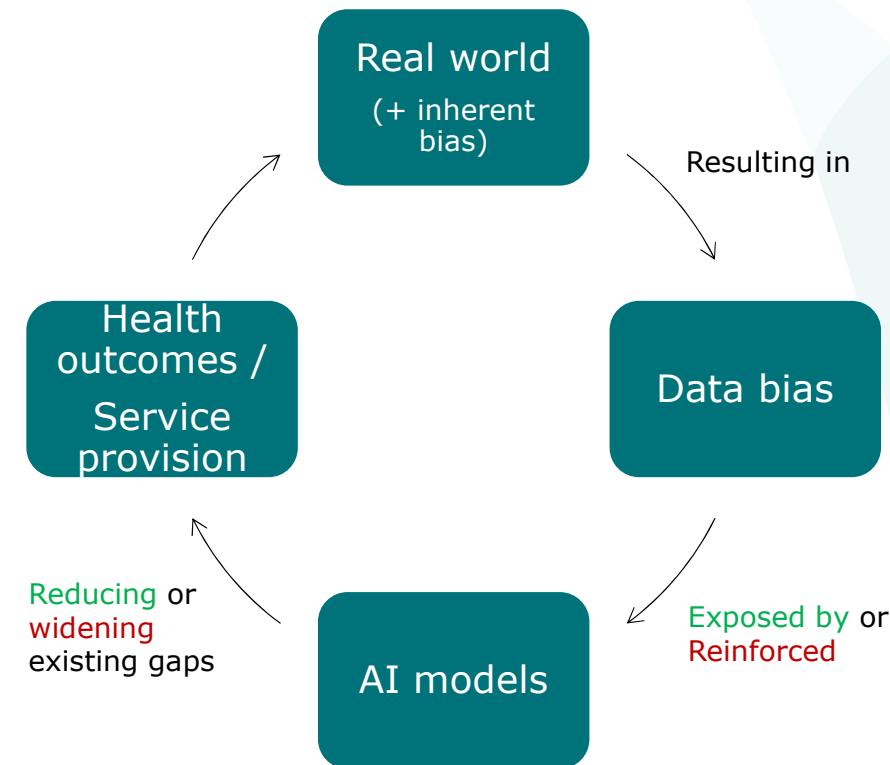 Real world
(+ inherent
bias)
Resulting in
Data bias
Exposed by or
Reinforced
AI models
Reducing or
widening
existing gaps
Health
outcomes /
Service
provision